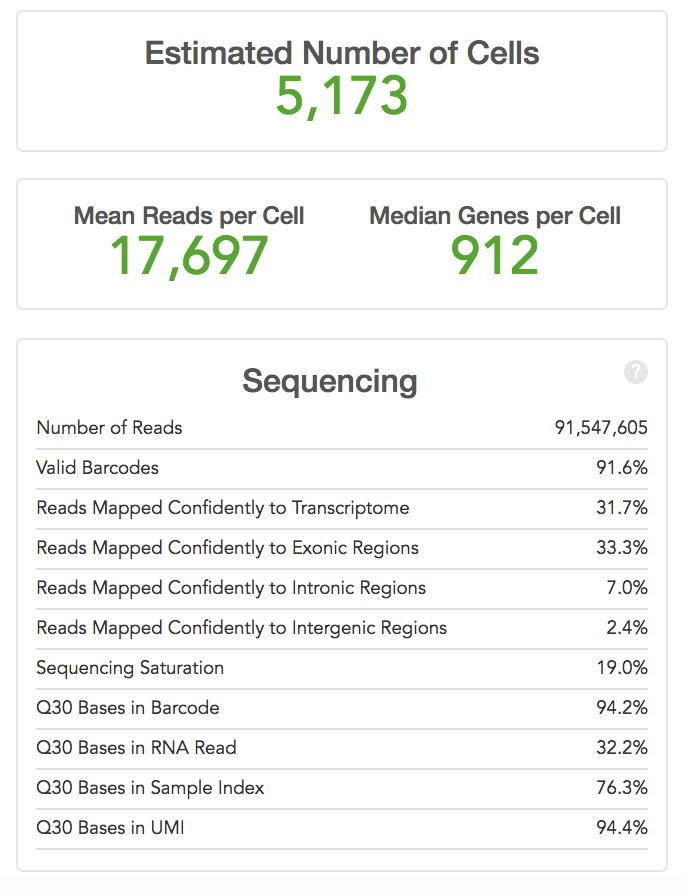 Estimated Number of Cells
5,173
Mean Reads per Cell Median Genes per Cell
17,697 912
Sequencing ?
Number of Reads 91,547,605
Valid Barcodes 91.6%
Reads Mapped Confidently to Transcriptome 31.7%
Reads Mapped Confidently to Exonic Regions 33.3%
Reads Mapped Confidently to Intronic Regions 7.0%
Reads Mapped Confidently to Intergenic Regions 2.4%
Sequencing Saturation 19.0%
Q30 Bases in Barcode 94.2%
Q30 Bases in RNA Read 32.2%
Q30 Bases in Sample Index 76.3%
Q30 Bases in UMI 94.4%